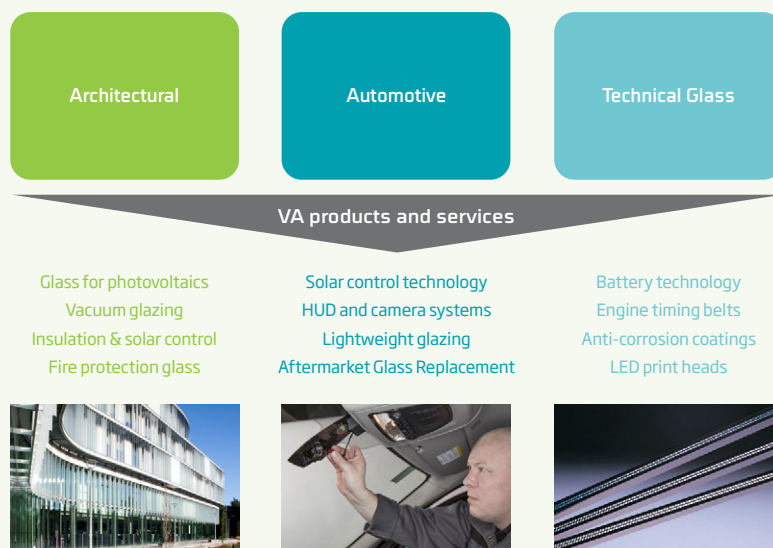 Architectural
Automotive
Technical Glass
VA products and services
Glass for photovoltaics
Vacuum glazing
Insulation & solar control
Fire protection glass
Solar control technology
HUD and camera systems
Lightweight glazing
Aftermarket Glass Replacement
Battery technology
Engine timing belts
Anti-corrosion coatings
LED print heads